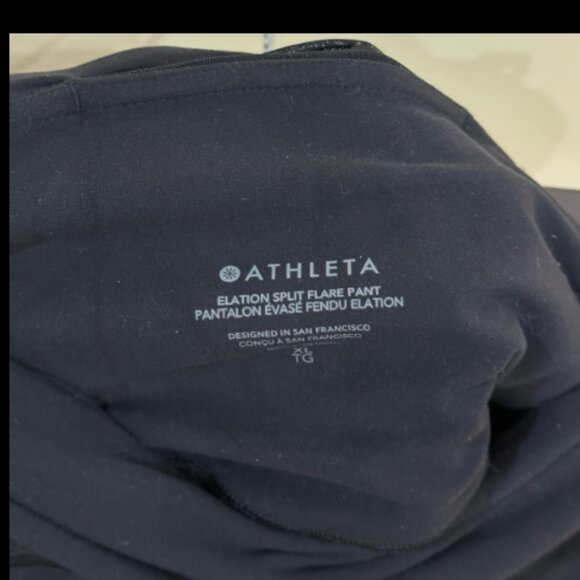 ATHLETA
ELATION SPLIT FLARE PANT
PANTALON ÉVASÉ FENDU ELATION
DESIGNED IN SAN FRANCISCO
CONÇU À SAN FRANCISCO
XL
TG